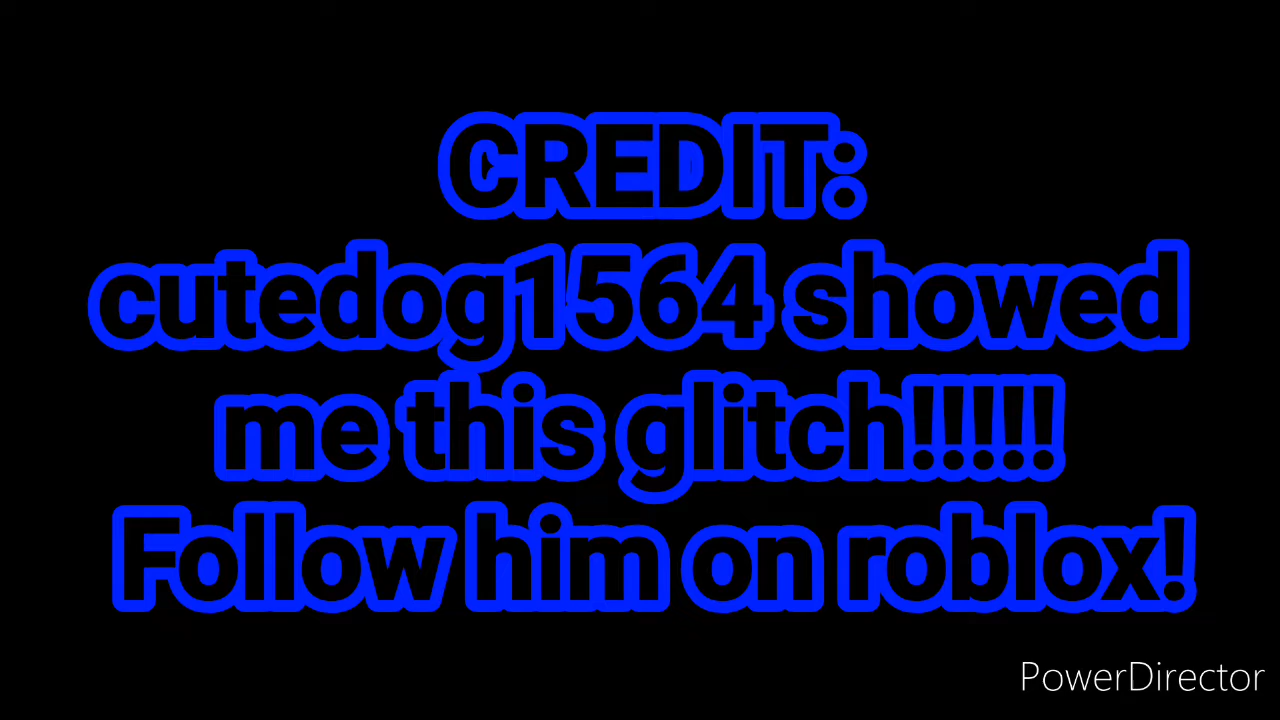 CREDIT:
cutedog1564 showed
me this glitch!!!!!
Follow him on roblox!
PowerDirector